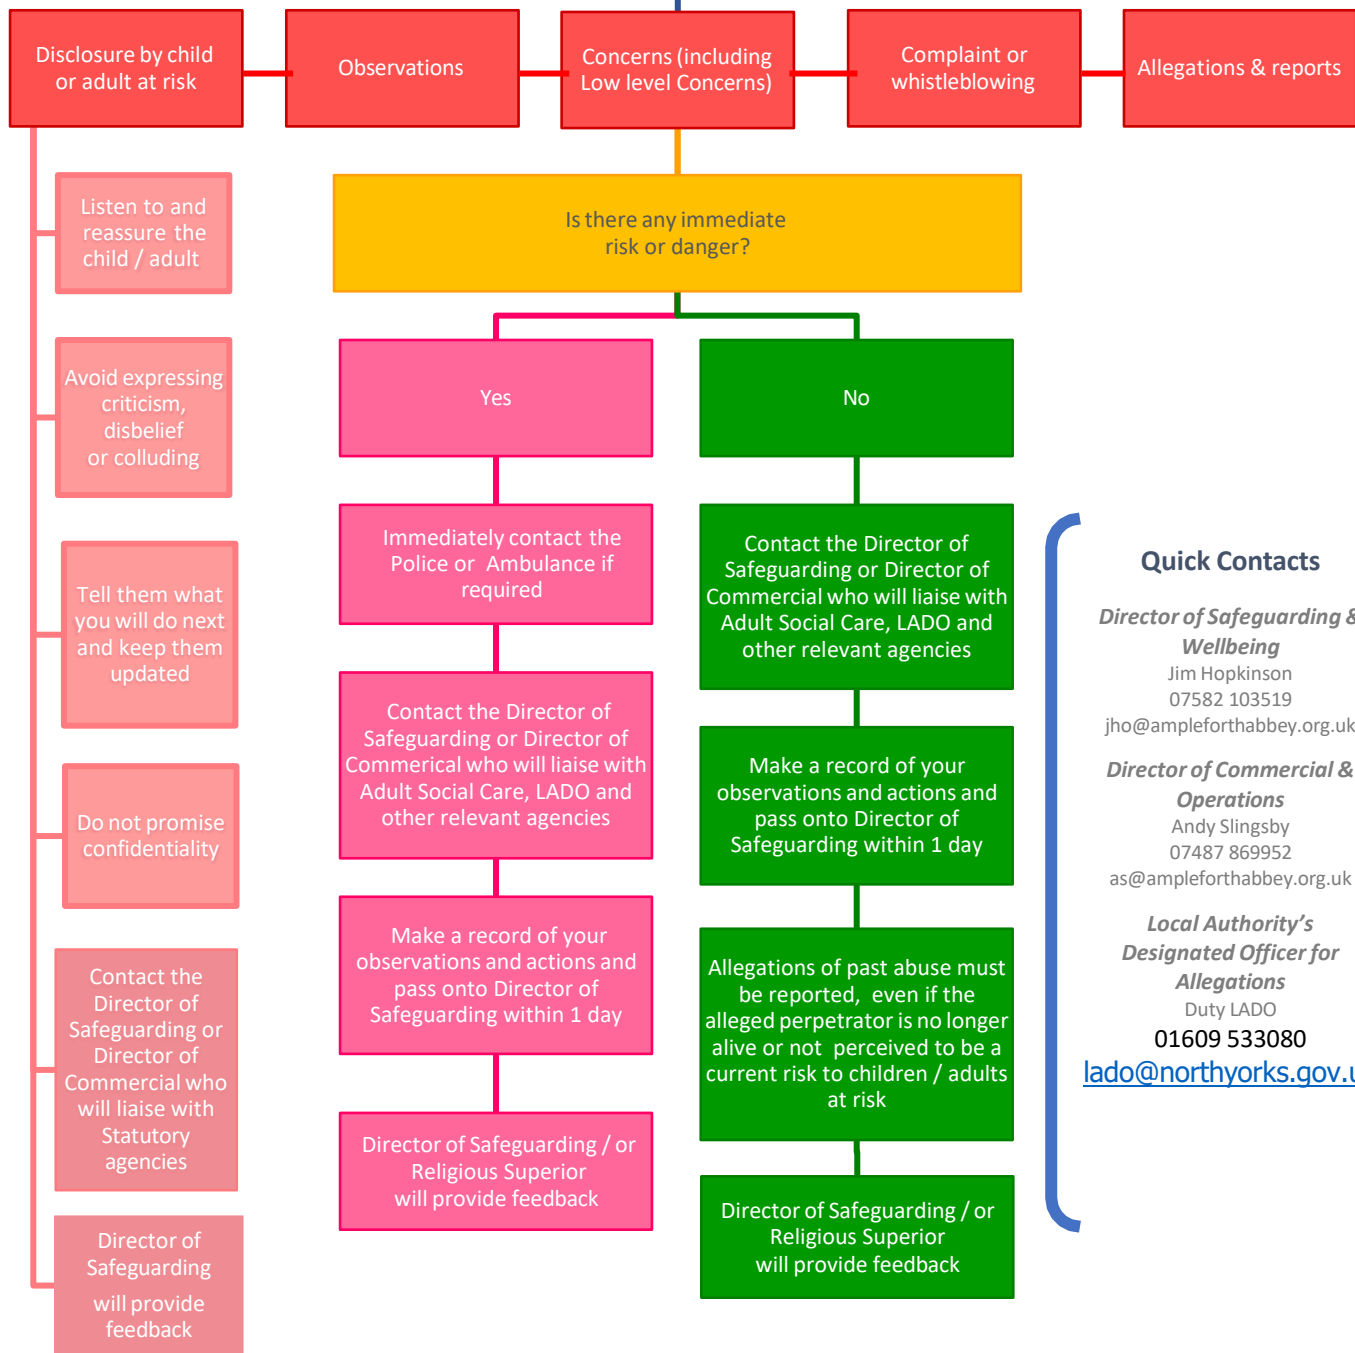 Disclosure by child
or adult at risk
Observations
Concerns (including
Low level Concerns)
Complaint or
whistleblowing
Allegations & reports
Listen to and
reassure the
child / adult
Avoid expressing
criticism,
disbelief
or colluding
Tell them what
you will do next
and keep them
updated
Do not promise
confidentiality
Contact the
Director of
Safeguarding or
Director of
Commercial who
will liaise with
Statutory
agencies
Director of
Safeguarding
will provide
feedback
Is there any immediate
risk or danger?
Yes
Immediately contact the
Police or Ambulance if
required
Contact the Director of
Safeguarding or Director of
Commerical who will liaise with
Adult Social Care, LADO and
other relevant agencies
Make a record of your
observations and actions and
pass onto Director of
Safeguarding within 1 day
Director of Safeguarding / or
Religious Superior
will provide feedback
No
Contact the Director of
Safeguarding or Director of
Commercial who will liaise with
Adult Social Care, LADO and
other relevant agencies
Make a record of your
observations and actions and
pass onto Director of
Safeguarding within 1 day
Allegations of past abuse must
be reported, even if the
alleged perpetrator is no longer
alive or not perceived to be a
current risk to children / adults
at risk
Director of Safeguarding / or
Religious Superior
will provide feedback
Quick Contacts
Director of Safeguarding &
Wellbeing
Jim Hopkinson
07582 103519
jho@ampleforthabbey.org.uk
Director of Commercial &
Operations
Andy Slingsby
07487 869952
as@ampleforthabbey.org.uk
Local Authority’s
Designated Officer for
Allegations
Duty LADO
01609 533080
lado@northyorks.gov.u